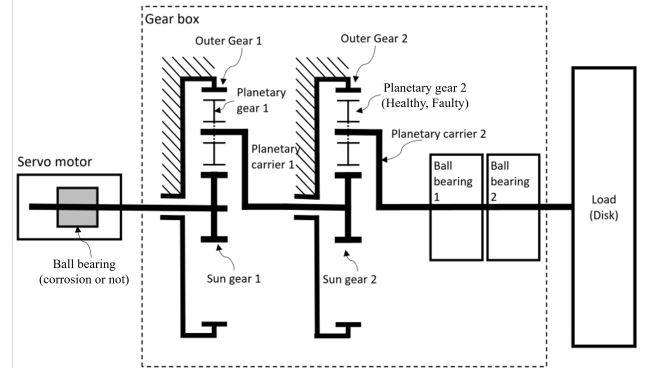 Gear box
Outer Gear 1
Outer Gear 2
Planetary
gear 1
Planetary gear 2
(Healthy, Faulty)
Planetary
carrier 1
Planetary carrier 2
Servo motor
Ball
bearing
1
Ball
bearing
2
Load
(Disk)
Ball bearing
(corrosion or not)
Sun gear 1
Sun gear 2